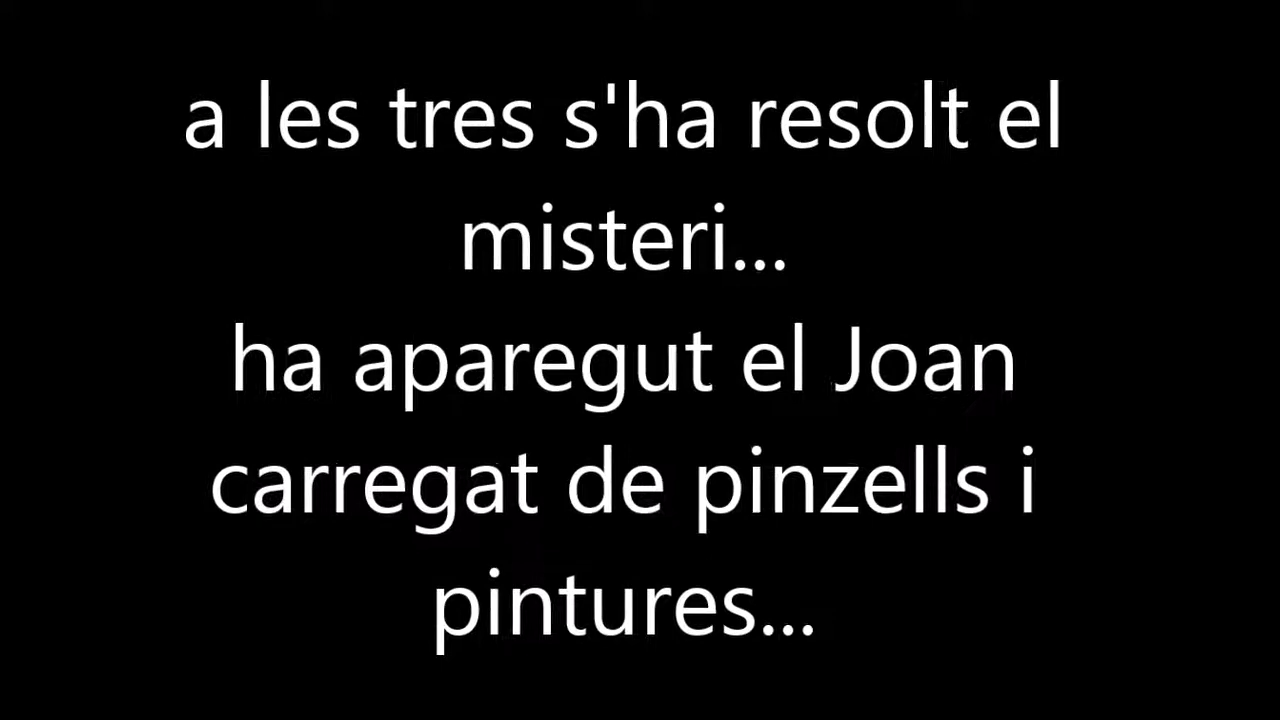 a les tres s'ha resolt el
misteri...
ha aparegut el Joan
carregat de pinzells i
pintures...